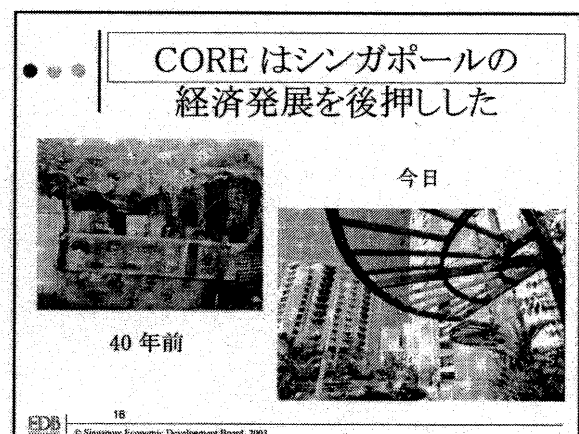 CORE はシンガポールの
経済発展を後押しした
今日
40 年前
16
EDB
© Singapore Economic Development Board, 2003